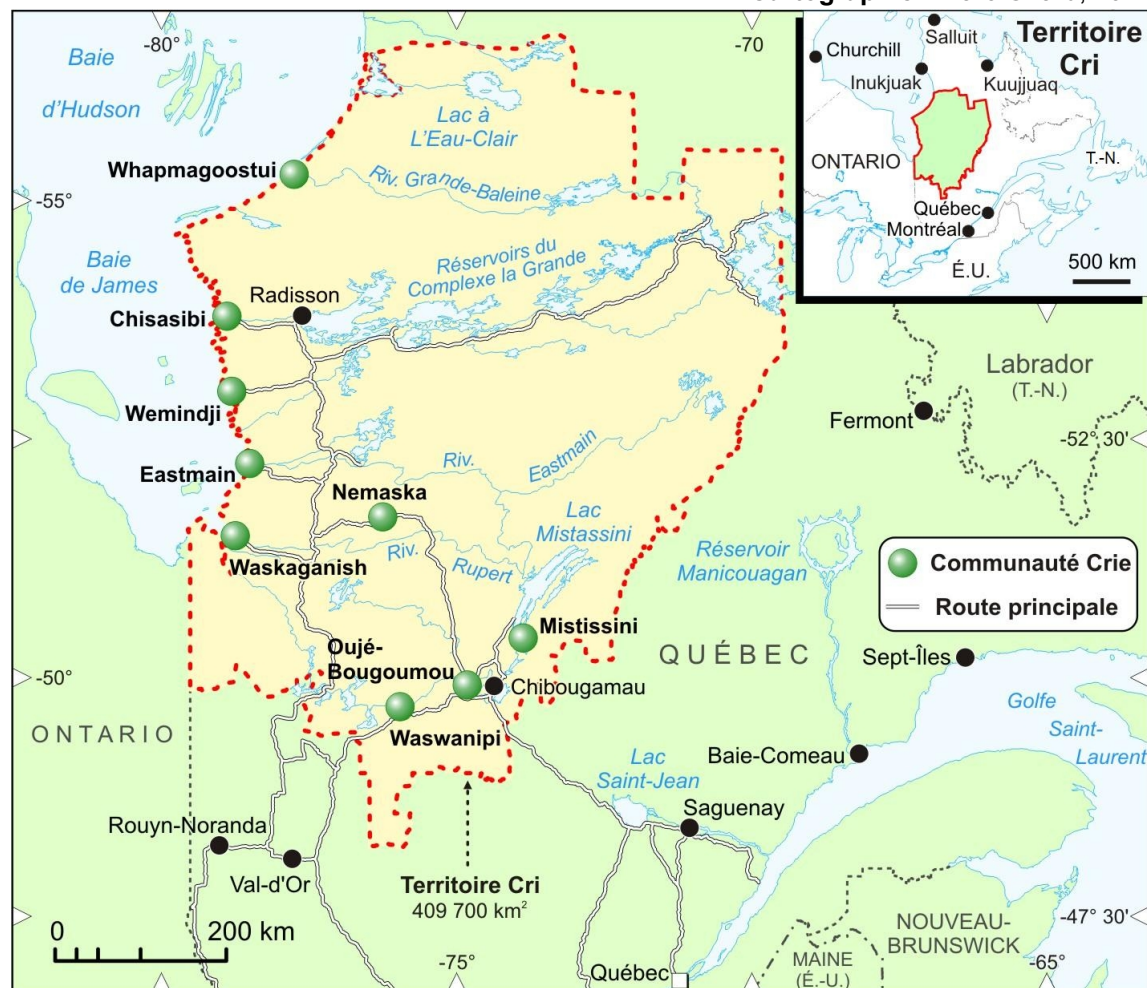 -80°
-70°
Baie
d'Hudson
Lac à
L'Eau-Clair
Whapmagoostui
Riv. Grande-Baleine
-55°
Baie
de James
Réservoirs du
Complexe la Grande
Radisson
Chisasibi
Wemindji
Eastmain
Riv.
Eastmain
Nemaska
Lac
Mistassini
Waskaganish
Riv.
Rupert
Mistissini
Oujé-
Bougoumou
Chibougamau
Waswanipi
-50°
ONTARIO
Rouyn-Noranda
Val-d'Or
Territoire Cri
409 700 km²
0
200 km
-75°
Québec
Lac
Saint-Jean
Saguenay
QUÉBEC
Réservoir
Manicouagan
Baie-Comeau
Sept-Îles
Golfe
Saint-
Laurent
Labrador
(T.-N.)
Fermont
-52° 30'
Communauté Crie
Route principale
NOUVEAU-
BRUNSWICK
MAINE
(É.-U.)
-47° 30'
-65°
Territoire
Cri
Salluit
Churchill
Inukjuak
Kuujjuaq
ONTARIO
T.-N.
Québec
Montréal
É.U.
500 km